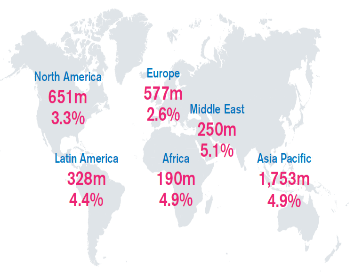 North America
651m
3.3%
Europe
577m
2.6%
Middle East
250m
5.1%
Latin America
328m
4.4%
Africa
190m
4.9%
Asia Pacific
1,753m
4.9%